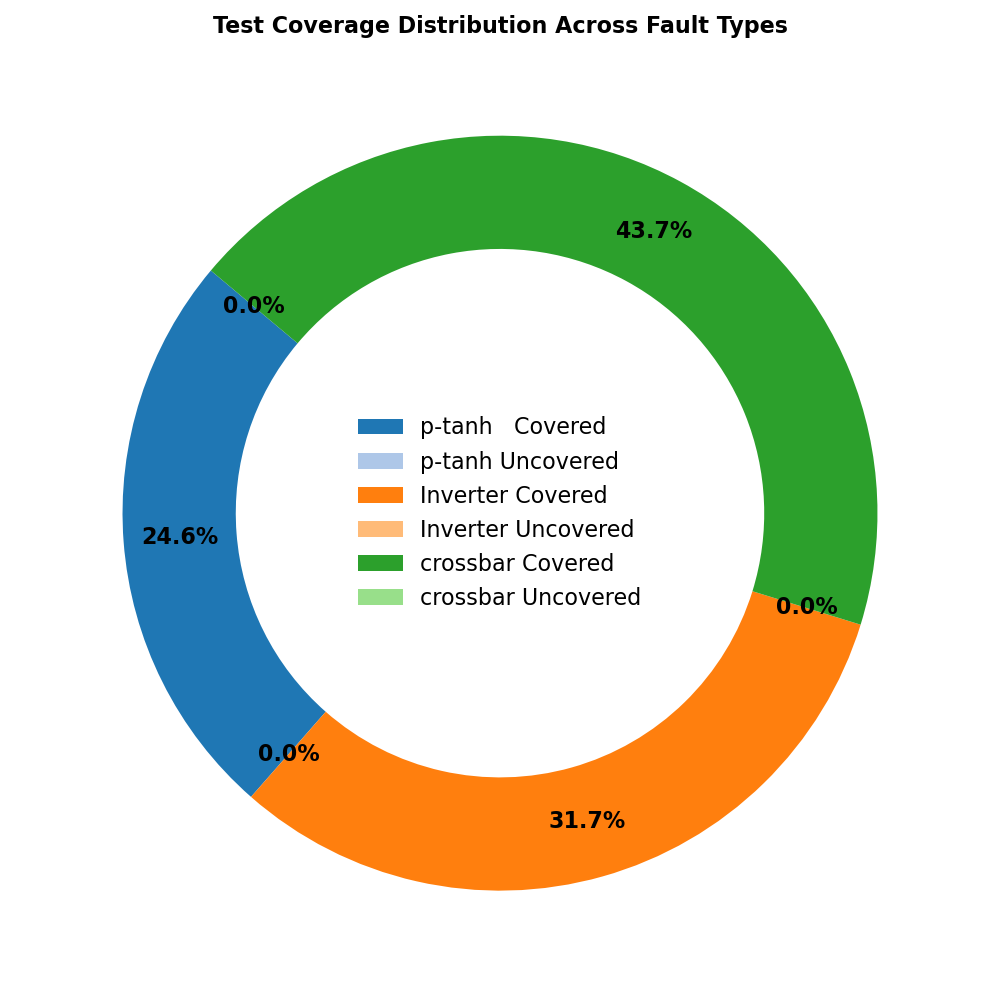 Test Coverage Distribution Across Fault Types
43.7%
0.0%
p-tanh   Covered
p-tanh Uncovered
Inverter Covered
Inverter Uncovered
crossbar Covered
crossbar Uncovered
24.6%
0.0%
0.0%
31.7%